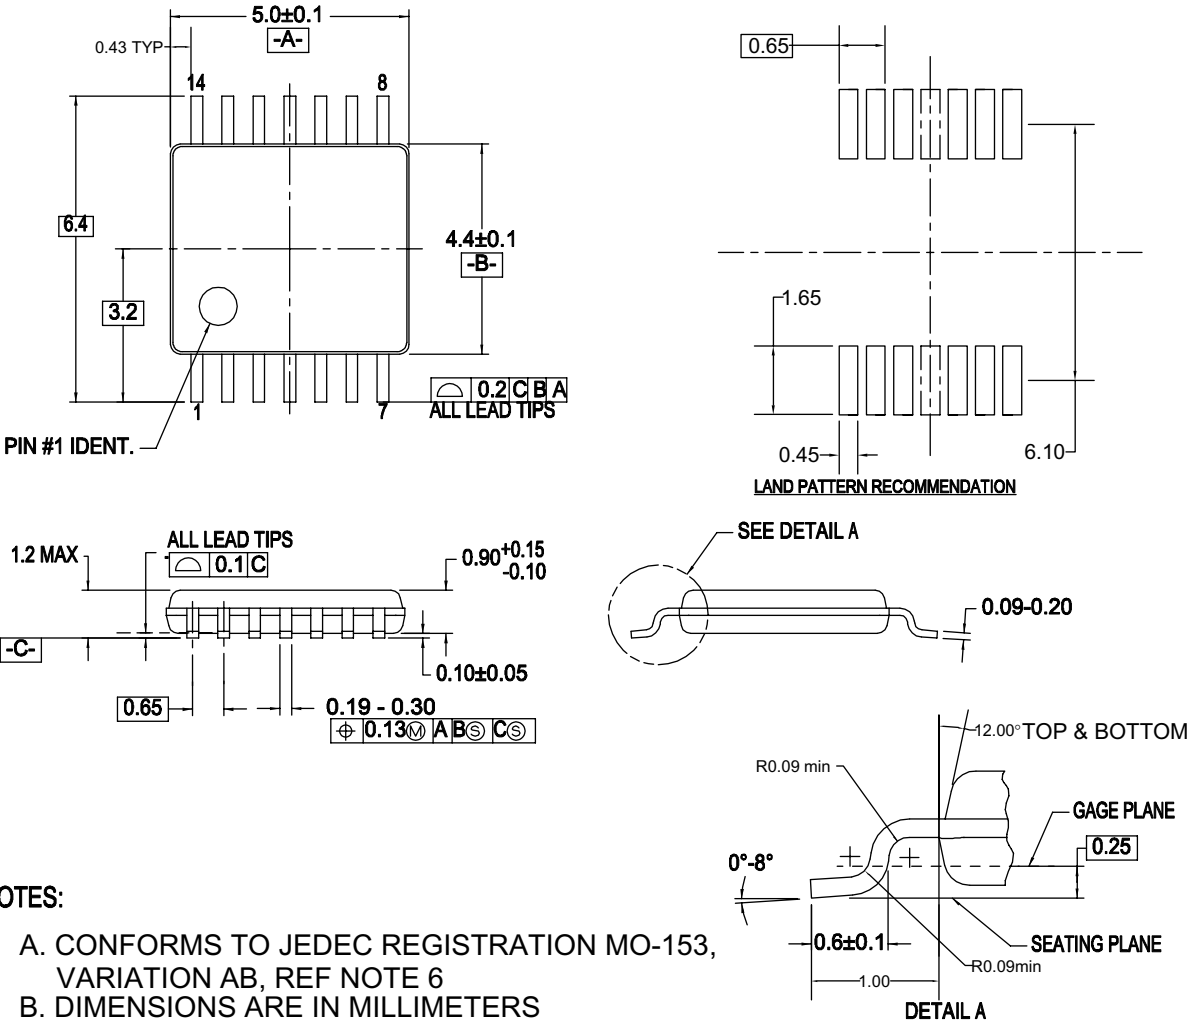 5.0±0.1
-A-
0.43 TYP
14
8
6.4
3.2
4.4±0.1
-B-
0.2 C B A
ALL LEAD TIPS
1
7
PIN #1 IDENT.
0.65
1.65
0.45
6.10
LAND PATTERN RECOMMENDATION
ALL LEAD TIPS
0.1 C
1.2 MAX
0.90 +0.15
-0.10
-C-
0.10±0.05
0.65
0.19 - 0.30
⌖ 0.13Ⓜ A BⓈ CⓈ
SEE DETAIL A
0.09-0.20
12.00° TOP & BOTTOM
R0.09 min
GAGE PLANE
0.25
0°-8°
0.6±0.1
SEATING PLANE
R0.09min
1.00
DETAIL A
OTES:
A. CONFORMS TO JEDEC REGISTRATION MO-153,
VARIATION AB, REF NOTE 6
B. DIMENSIONS ARE IN MILLIMETERS